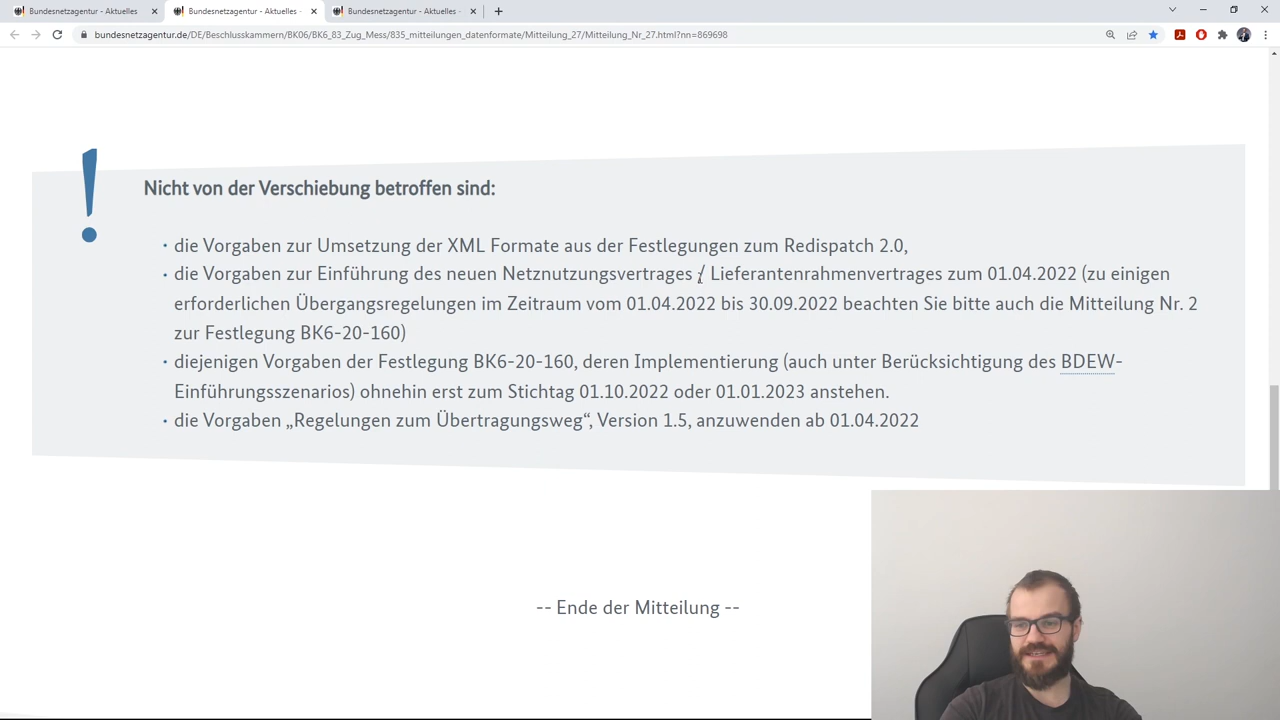 Bundesnetzagentur - Aktuelles
Bundesnetzagentur - Aktuelles -
Bundesnetzagentur - Aktuelles -
bundesnetzagentur.de/DE/Beschlusskammern/BK06/BK6_83_Zug_Mess/835_mitteilungen_datenformate/Mitteilung_27/Mitteilung_Nr_27.html?nn=869698
!
Nicht von der Verschiebung betroffen sind:
• die Vorgaben zur Umsetzung der XML Formate aus der Festlegungen zum Redispatch 2.0,
• die Vorgaben zur Einführung des neuen Netznutzungsvertrages / Lieferantenrahmenvertrages zum 01.04.2022 (zu einigen
erforderlichen Übergangsregelungen im Zeitraum vom 01.04.2022 bis 30.09.2022 beachten Sie bitte auch die Mitteilung Nr. 2
zur Festlegung BK6-20-160)
• diejenigen Vorgaben der Festlegung BK6-20-160, deren Implementierung (auch unter Berücksichtigung des BDEW-
Einführungsszenarios) ohnehin erst zum Stichtag 01.10.2022 oder 01.01.2023 anstehen.
• die Vorgaben „Regelungen zum Übertragungsweg“, Version 1.5, anzuwenden ab 01.04.2022
-- Ende der Mitteilung --